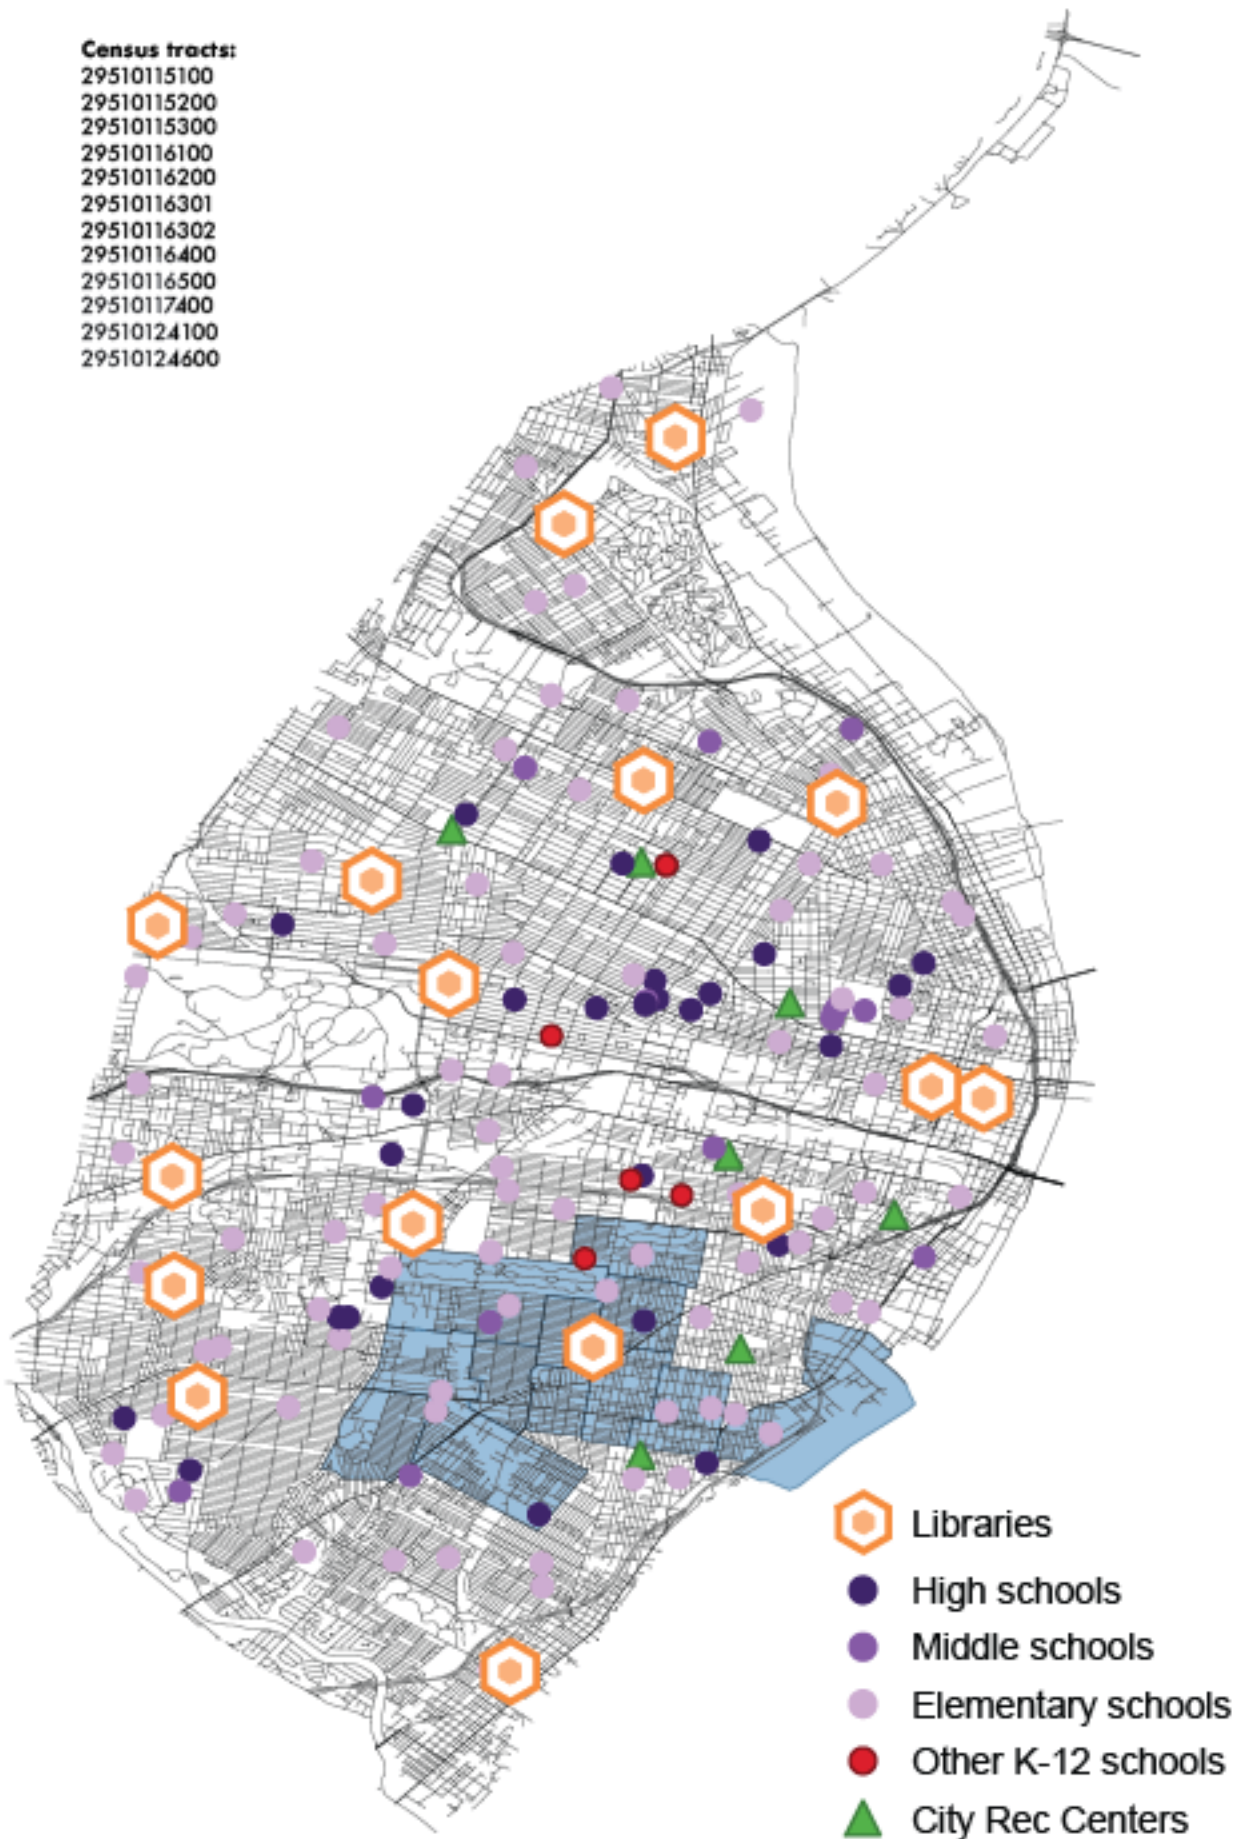 Census tracts:
29510115100
29510115200
29510115300
29510116100
29510116200
29510116301
29510116302
29510116400
29510116500
29510117400
29510124100
29510124600
Libraries
High schools
Middle schools
Elementary schools
Other K-12 schools
City Rec Centers